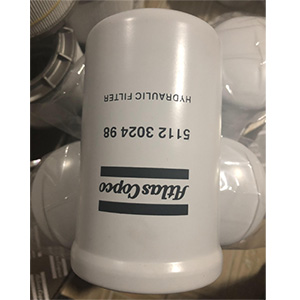 Atlas Copco
5112 3024 98
HYDRAULIC FILTER